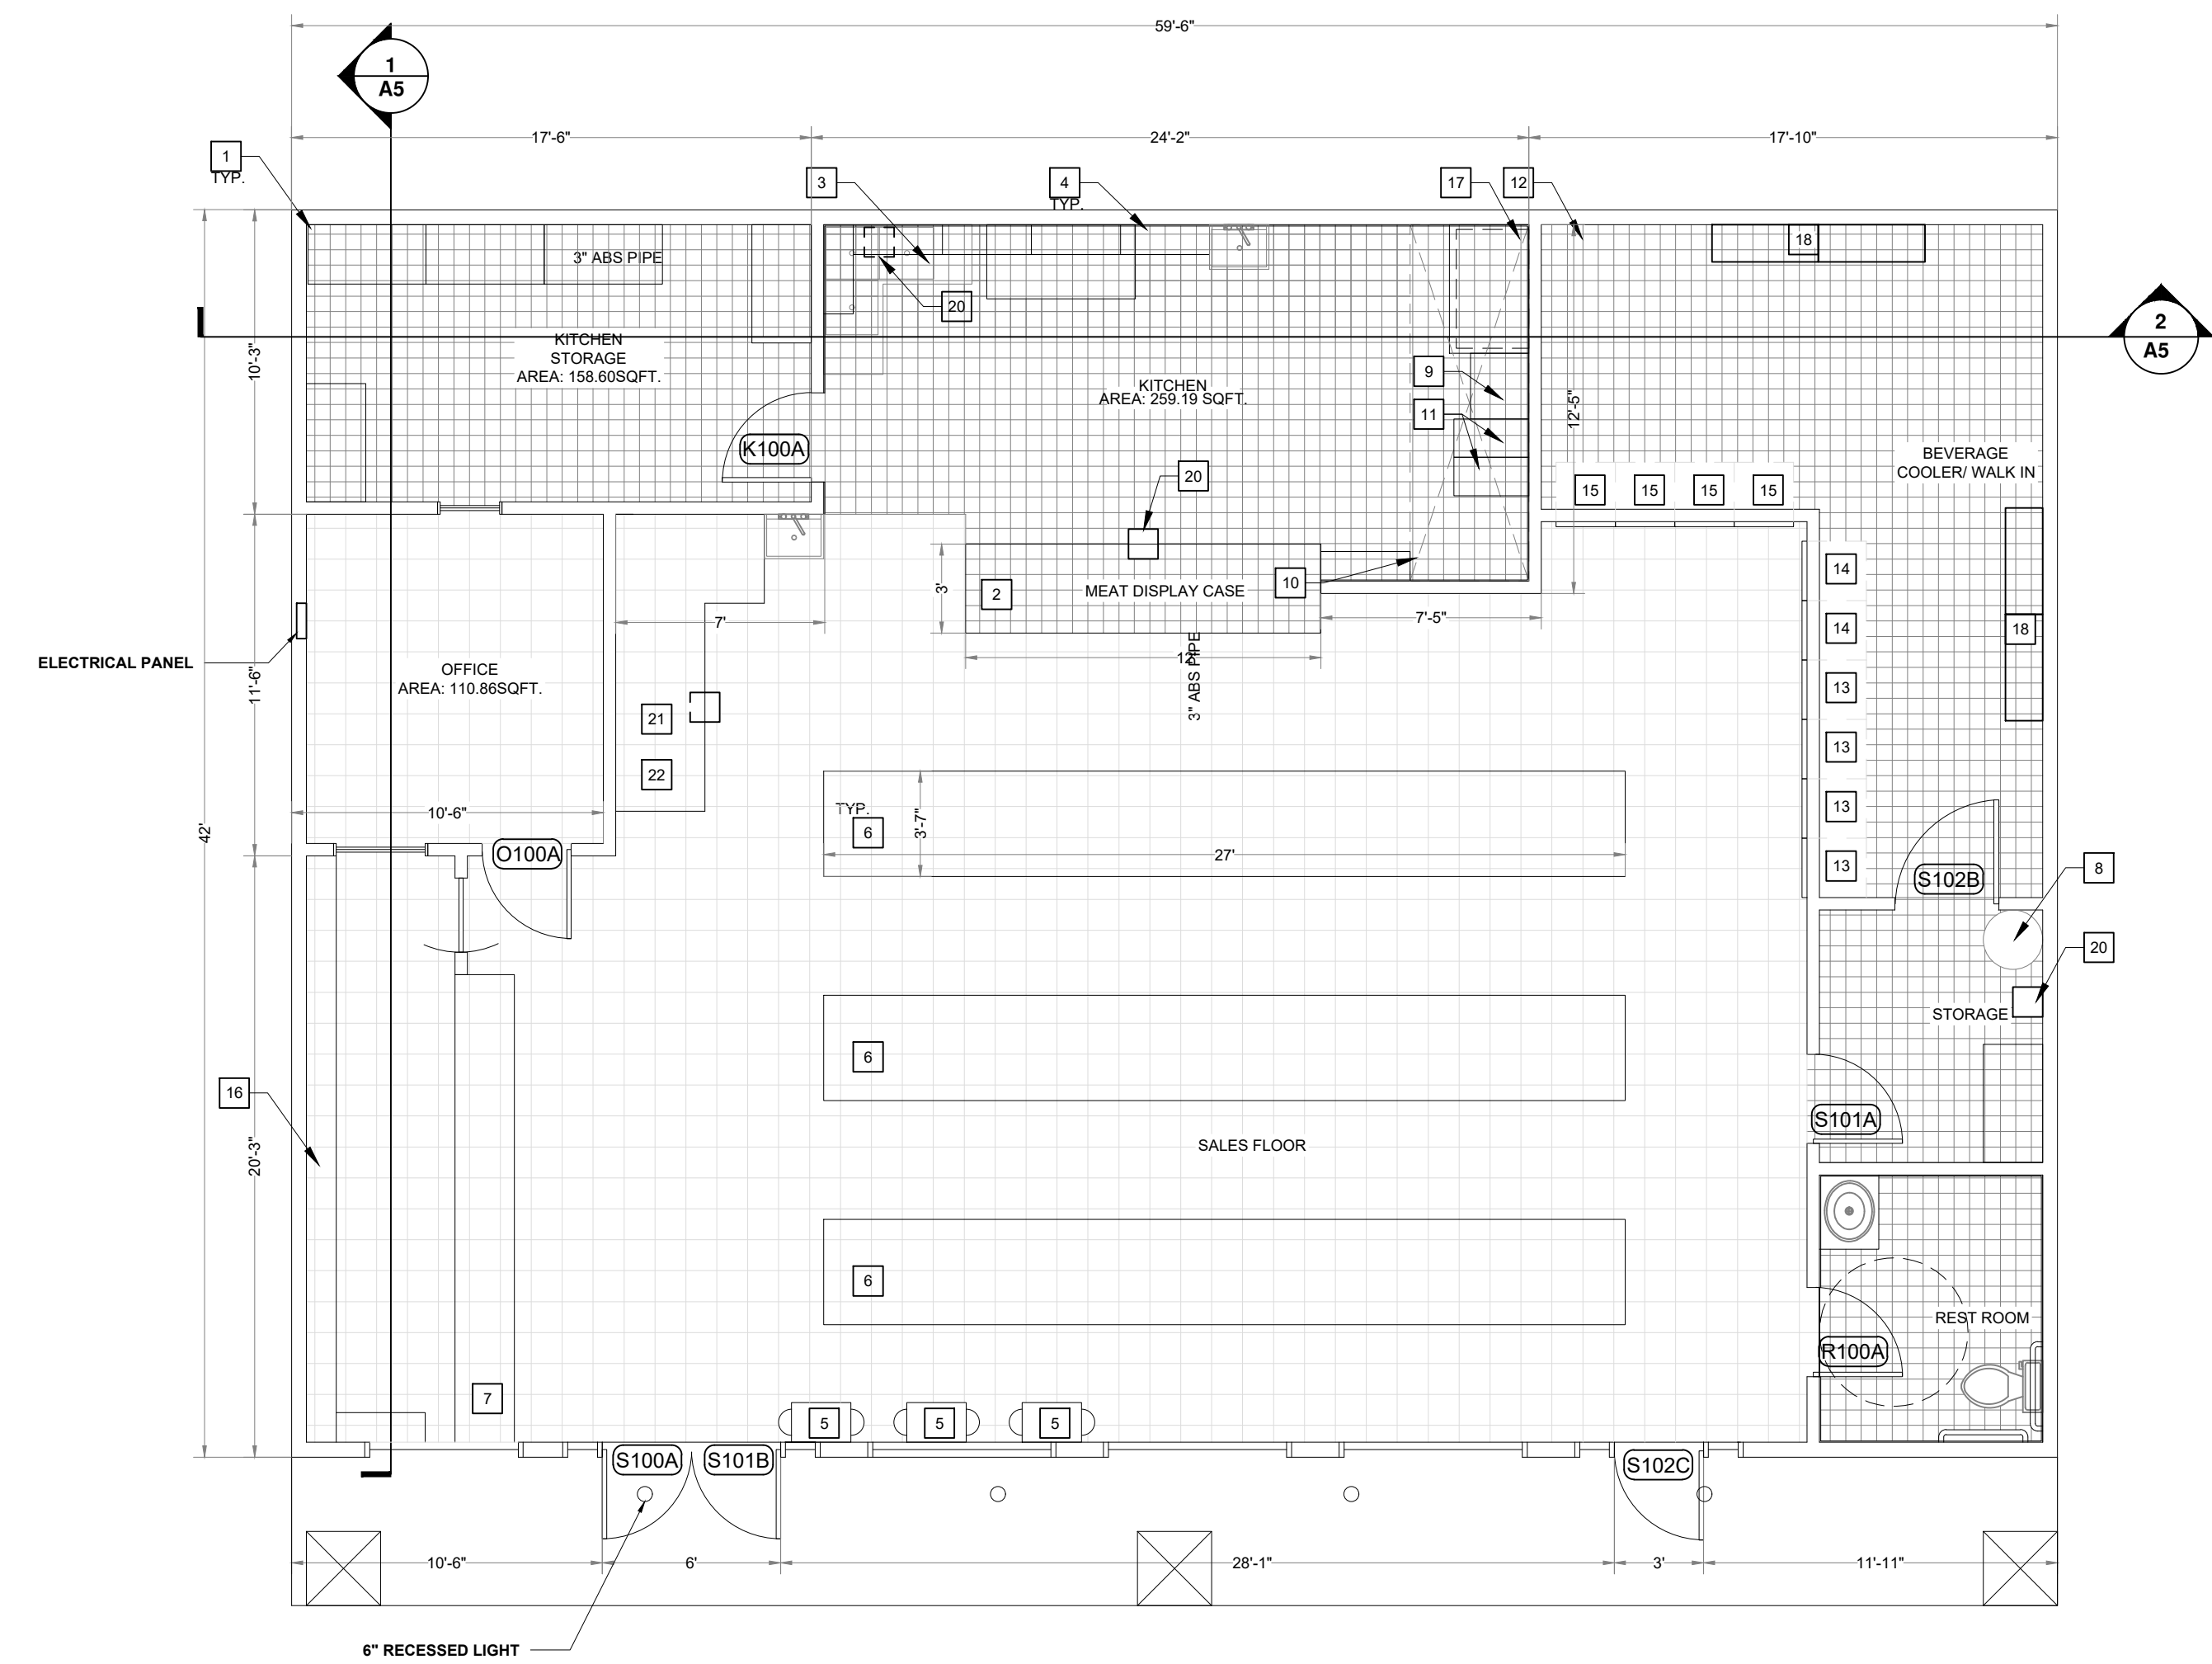 59'-6"
1
A5
17'-6"
24'-2"
17'-10"
1
TYP.
3
4
TYP.
17
12
18
3" ABS PIPE
20
2
A5
KITCHEN
STORAGE
AREA: 158.60SQFT.
10'-3"
KITCHEN
AREA: 259.19 SQFT.
9
11
12'-5"
K100A
BEVERAGE
COOLER/ WALK IN
20
15
15
15
15
14
3'
2
MEAT DISPLAY CASE
10
7'
7'-5"
14
18
ELECTRICAL PANEL
12'
3" ABS PIPE
OFFICE
AREA: 110.86SQFT.
11'-6"
13
21
22
13
TYP.
6
3'-7"
13
10'-6"
42'
27'
O100A
13
S102B
8
20
STORAGE
6
16
S101A
20'-3"
SALES FLOOR
6
REST ROOM
R100A
7
5
5
5
S100A
S101B
S102C
10'-6"
6'
28'-1"
3'
11'-11"
6" RECESSED LIGHT